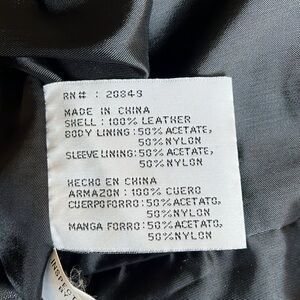 RN# : 20849
MADE IN CHINA
SHELL: 100% LEATHER
BODY LINING: 50% ACETATE,
50% NYLON
SLEEVE LINING: 50% ACETATE,
50% NYLON
HECHO EN CHINA
ARMAZON: 100% CUERO
CUERPO FORRO: 50% ACETATO,
50% NYLON
MANGA FORRO: 50% ACETATO,
50% NYLON